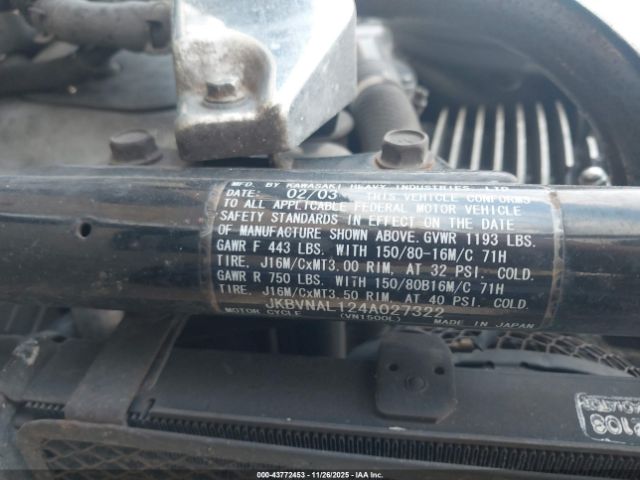 MFD. BY KAWASAKI HEAVY INDUSTRIES, LTD.
DATE: 02/03 THIS VEHICLE CONFORMS
TO ALL APPLICABLE FEDERAL MOTOR VEHICLE
SAFETY STANDARDS IN EFFECT ON THE DATE
OF MANUFACTURE SHOWN ABOVE. GVWR 1193 LBS.
GAWR F 443 LBS. WITH 150/80-16M/C 71H
TIRE, J16M/CxMT3.00 RIM, AT 32 PSI. COLD.
GAWR R 750 LBS. WITH 150/80B16M/C 71H
TIRE, J16M/CxMT3.50 RIM, AT 40 PSI. COLD.
JKBVNAL124A027322
MOTOR CYCLE (VN1500L) MADE IN JAPAN
000-43772453 - 11/26/2025 - AUTHORIZED IAA BUYER